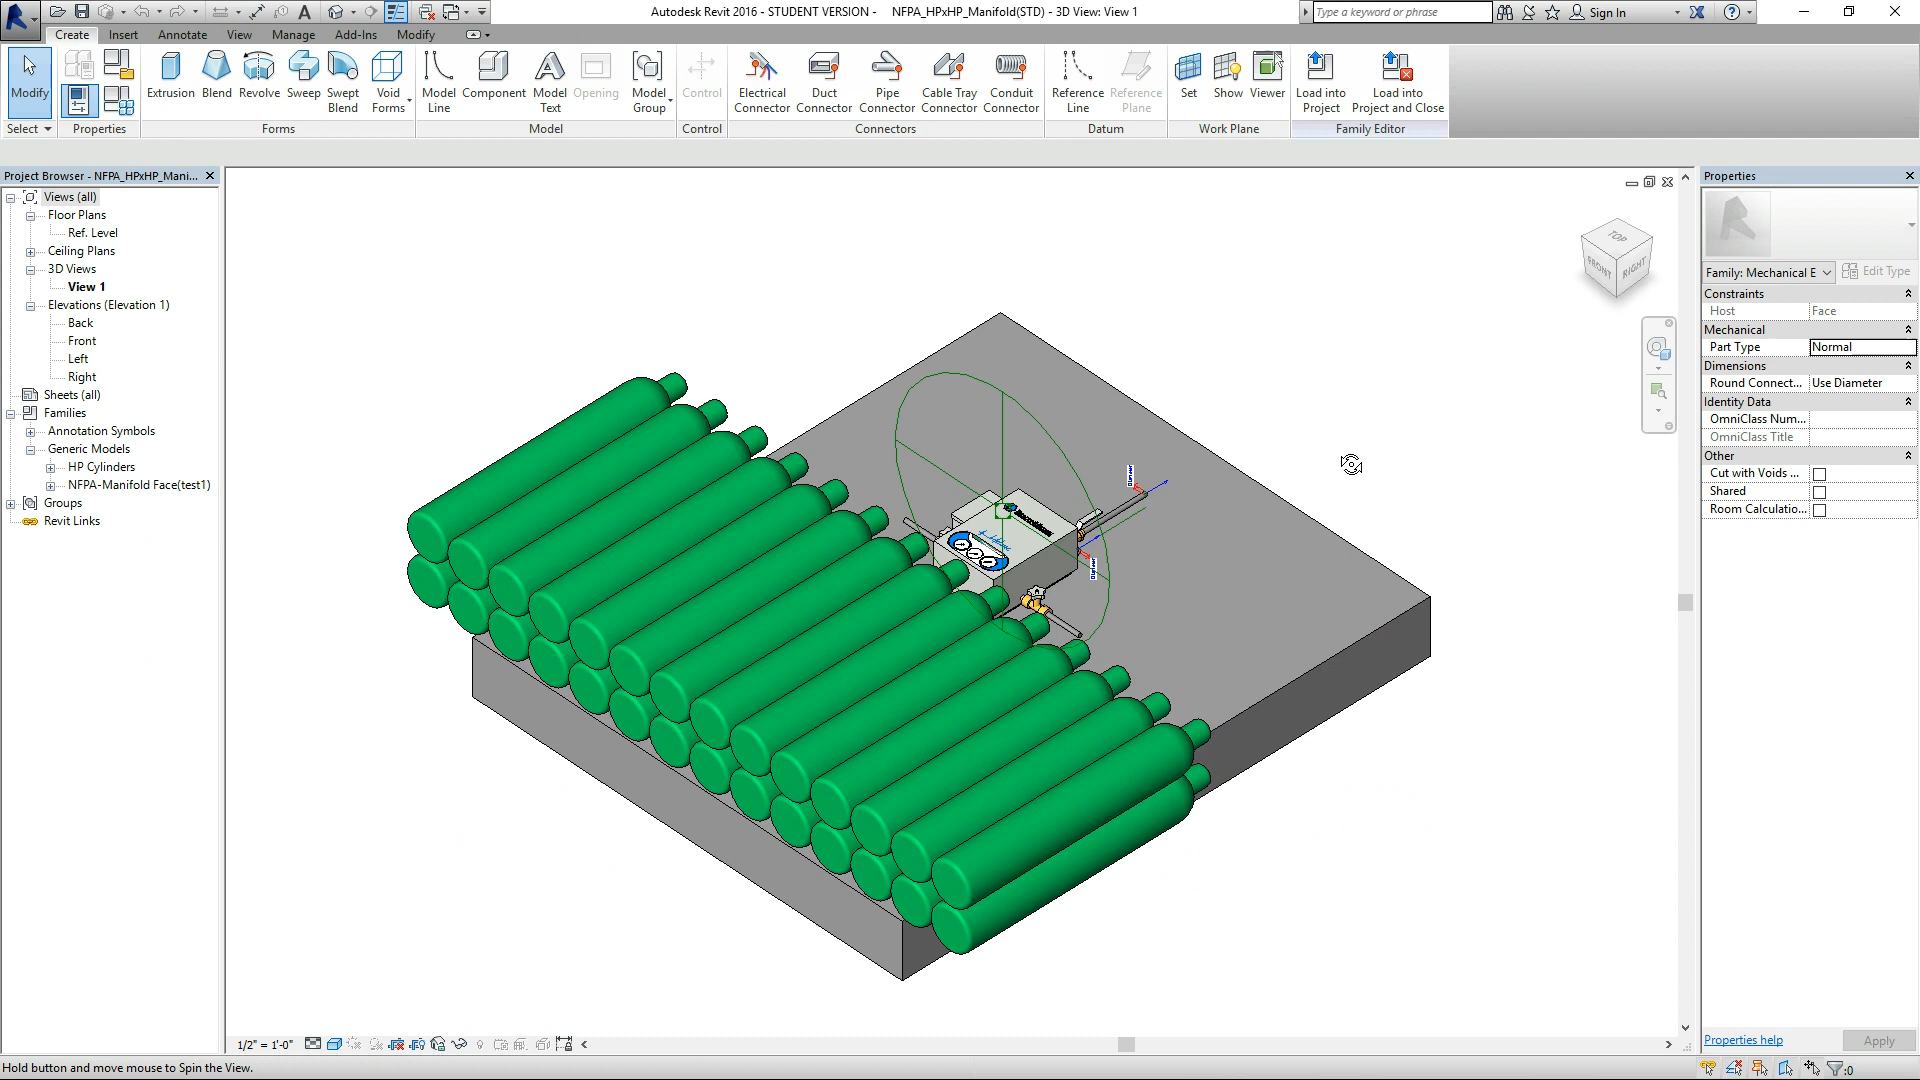 Autodesk Revit 2016 - STUDENT VERSION - NFPA_HPxHP_Manifold(STD) - 3D View: View 1
Type a keyword or phrase
Sign In
Create Insert Annotate View Manage Add-Ins Modify
Modify
Extrusion Blend Revolve Sweep Swept Blend Void Forms
Model Line Component Model Text Opening Model Group
Control
Electrical Connector Duct Connector Pipe Connector Cable Tray Connector Conduit Connector
Reference Line Reference Plane
Set Show Viewer
Load into Project Load into Project and Close
Select Properties Forms Model Control Connectors Datum Work Plane Family Editor
Project Browser - NFPA_HPxHP_Mani...
Views (all)
Floor Plans
Ref. Level
Ceiling Plans
3D Views
View 1
Elevations (Elevation 1)
Back
Front
Left
Right
Sheets (all)
Families
Annotation Symbols
Generic Models
HP Cylinders
NFPA-Manifold Face(test1)
Groups
Revit Links
TOP
FRONT
RIGHT
Properties
Family: Mechanical E
Edit Type
Constraints
Host Face
Mechanical
Part Type Normal
Dimensions
Round Connect... Use Diameter
Identity Data
OmniClass Num...
OmniClass Title
Other
Cut with Voids ...
Shared
Room Calculatio...
Properties help
Apply
1/2" = 1'-0"
Hold button and move mouse to Spin the View.
:0